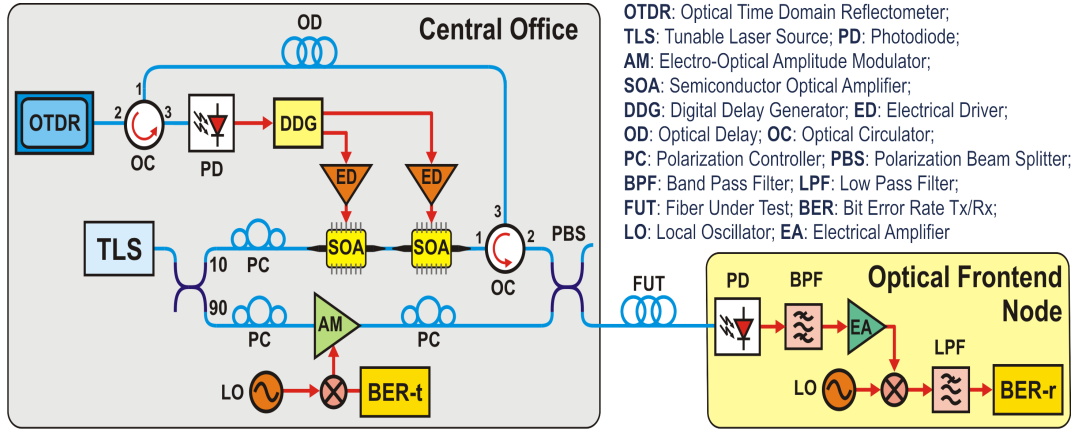 OD
Central Office
OTDR: Optical Time Domain Reflectometer;
TLS: Tunable Laser Source; PD: Photodiode;
AM: Electro-Optical Amplitude Modulator;
SOA: Semiconductor Optical Amplifier;
DDG: Digital Delay Generator; ED: Electrical Driver;
OD: Optical Delay; OC: Optical Circulator;
PC: Polarization Controller; PBS: Polarization Beam Splitter;
BPF: Band Pass Filter; LPF: Low Pass Filter;
FUT: Fiber Under Test; BER: Bit Error Rate Tx/Rx;
LO: Local Oscillator; EA: Electrical Amplifier
1
OTDR
2
3
OC
PD
DDG
ED
ED
TLS
10
PC
SOA
SOA
3
1
2
OC
PBS
90
PC
AM
PC
LO
BER-t
FUT
Optical Frontend
Node
PD
BPF
EA
LPF
LO
BER-r